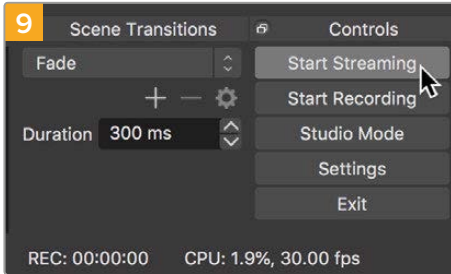 9
Scene Transitions
Controls
Fade
Start Streaming
Start Recording
Duration 300 ms
Studio Mode
Settings
Exit
REC: 00:00:00 CPU: 1.9%, 30.00 fps